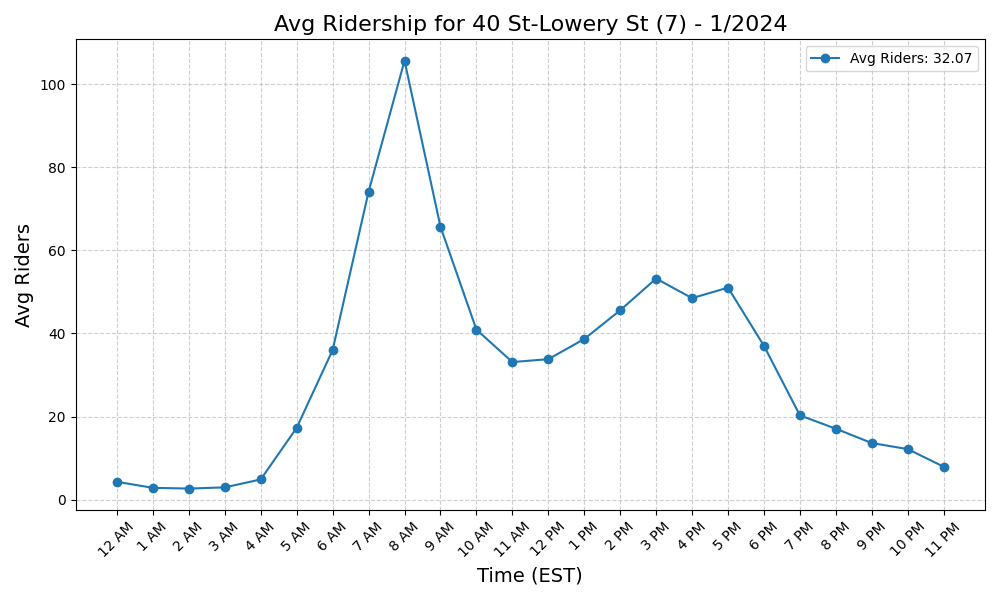 Avg Ridership for 40 St-Lowery St (7) - 1/2024
Avg Riders: 32.07
Avg Riders
100
80
60
40
20
0
12 AM
1 AM
2 AM
3 AM
4 AM
5 AM
6 AM
7 AM
8 AM
9 AM
10 AM
11 AM
12 PM
1 PM
2 PM
3 PM
4 PM
5 PM
6 PM
7 PM
8 PM
9 PM
10 PM
11 PM
Time (EST)